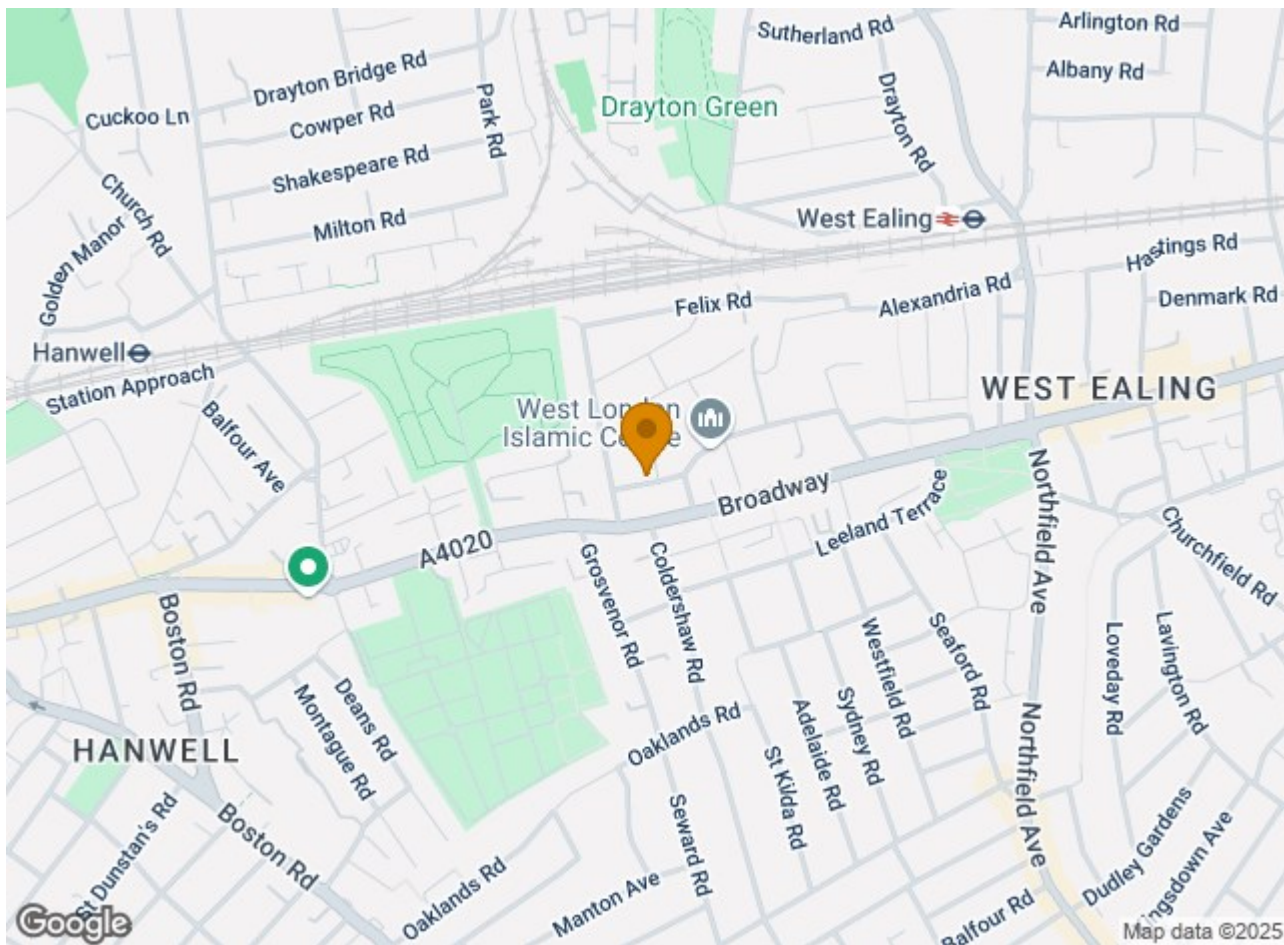 Sutherland Rd
Arlington Rd
Albany Rd
Drayton Bridge Rd
Cuckoo Ln
Cowper Rd
Park Rd
Drayton Green
Drayton Rd
Shakespeare Rd
Church Rd
Milton Rd
West Ealing
Golden Manor
Hastings Rd
Felix Rd
Alexandria Rd
Denmark Rd
Hanwell
Station Approach
WEST EALING
Balfour Ave
West London
Islamic
Broadway
A4020
Leeland Terrace
Northfield Ave
Churchfield Rd
Grosvenor Rd
Coldershaw Rd
Boston Rd
Westfield Rd
Seaford Rd
Loveday Rd
Lavington Rd
Deans Rd
Montague Rd
HANWELL
Oaklands Rd
Sydney Rd
Adelaide Rd
St Kilda Rd
Northfield Ave
St Dunstan's Rd
Boston Rd
Seward Rd
Oaklands Rd
Manton Ave
Balfour Rd
Dudley Gardens
Ave
Google
Map data ©2025